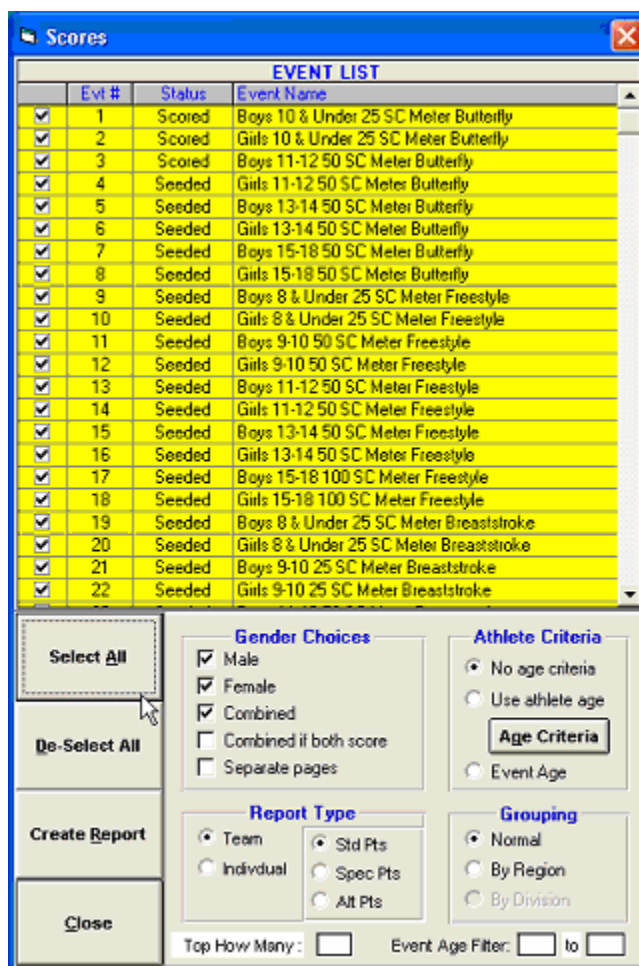 Scores
EVENT LIST
Evt # Status Event Name
1 Scored Boys 10 & Under 25 SC Meter Butterfly
2 Scored Girls 10 & Under 25 SC Meter Butterfly
3 Scored Boys 11-12 50 SC Meter Butterfly
4 Seeded Girls 11-12 50 SC Meter Butterfly
5 Seeded Boys 13-14 50 SC Meter Butterfly
6 Seeded Girls 13-14 50 SC Meter Butterfly
7 Seeded Boys 15-18 50 SC Meter Butterfly
8 Seeded Girls 15-18 50 SC Meter Butterfly
9 Seeded Boys 8 & Under 25 SC Meter Freestyle
10 Seeded Girls 8 & Under 25 SC Meter Freestyle
11 Seeded Boys 9-10 50 SC Meter Freestyle
12 Seeded Girls 9-10 50 SC Meter Freestyle
13 Seeded Boys 11-12 50 SC Meter Freestyle
14 Seeded Girls 11-12 50 SC Meter Freestyle
15 Seeded Boys 13-14 50 SC Meter Freestyle
16 Seeded Girls 13-14 50 SC Meter Freestyle
17 Seeded Boys 15-18 100 SC Meter Freestyle
18 Seeded Girls 15-18 100 SC Meter Freestyle
19 Seeded Boys 8 & Under 25 SC Meter Breaststroke
20 Seeded Girls 8 & Under 25 SC Meter Breaststroke
21 Seeded Boys 9-10 25 SC Meter Breaststroke
22 Seeded Girls 9-10 25 SC Meter Breaststroke
Select All
De-Select All
Create Report
Close
Gender Choices
Male
Female
Combined
Combined if both score
Separate pages
Athlete Criteria
No age criteria
Use athlete age
Age Criteria
Event Age
Report Type
Team
Indivdual
Std Pts
Spec Pts
Alt Pts
Grouping
Normal
By Region
By Division
Top How Many :
Event Age Filter: to